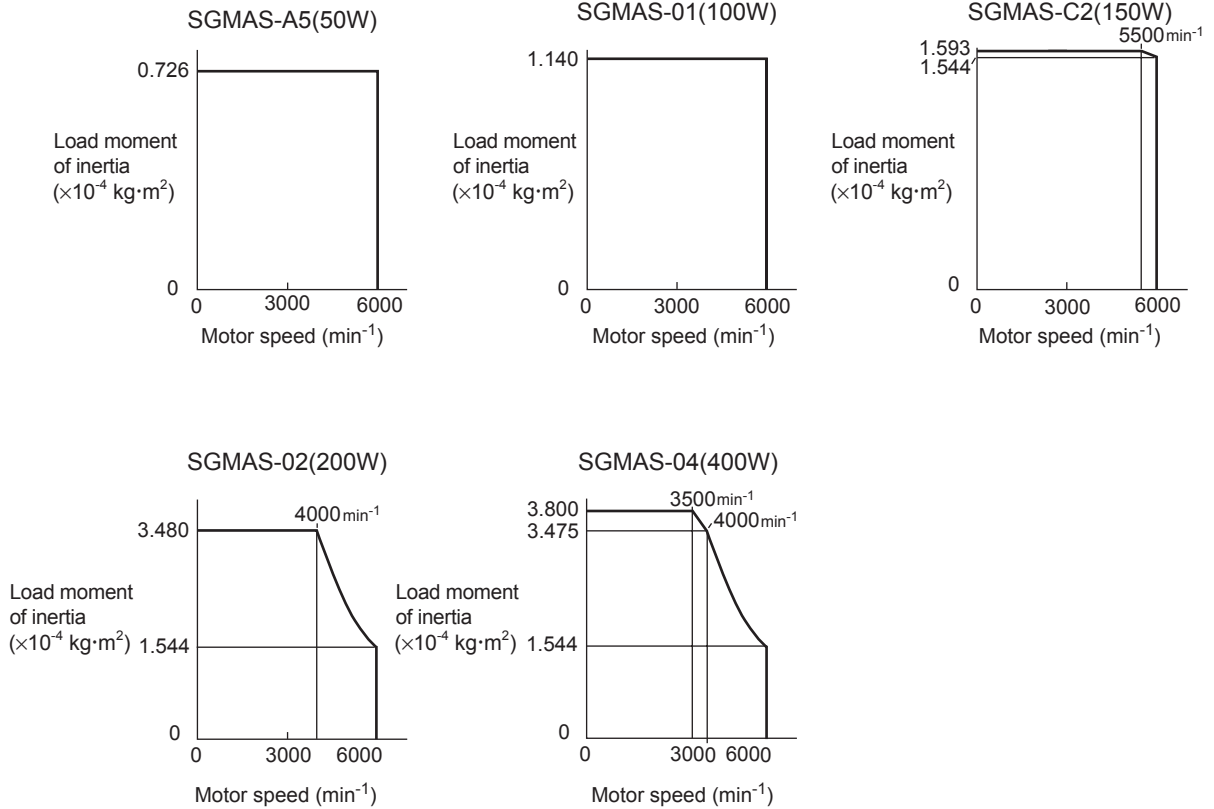 SGMAS-A5(50W)
0.726
Load moment
of inertia
(×10⁻⁴ kg·m²)
0
0
3000
6000
Motor speed (min⁻¹)
SGMAS-01(100W)
1.140
Load moment
of inertia
(×10⁻⁴ kg·m²)
0
0
3000
6000
Motor speed (min⁻¹)
SGMAS-C2(150W)
5500min⁻¹
1.593
1.544
Load moment
of inertia
(×10⁻⁴ kg·m²)
0
0
3000
6000
Motor speed (min⁻¹)
SGMAS-02(200W)
4000min⁻¹
3.480
Load moment
of inertia
(×10⁻⁴ kg·m²)
1.544
0
0
3000
6000
Motor speed (min⁻¹)
SGMAS-04(400W)
3500min⁻¹
4000min⁻¹
3.800
3.475
Load moment
of inertia
(×10⁻⁴ kg·m²)
1.544
0
0
3000
6000
Motor speed (min⁻¹)